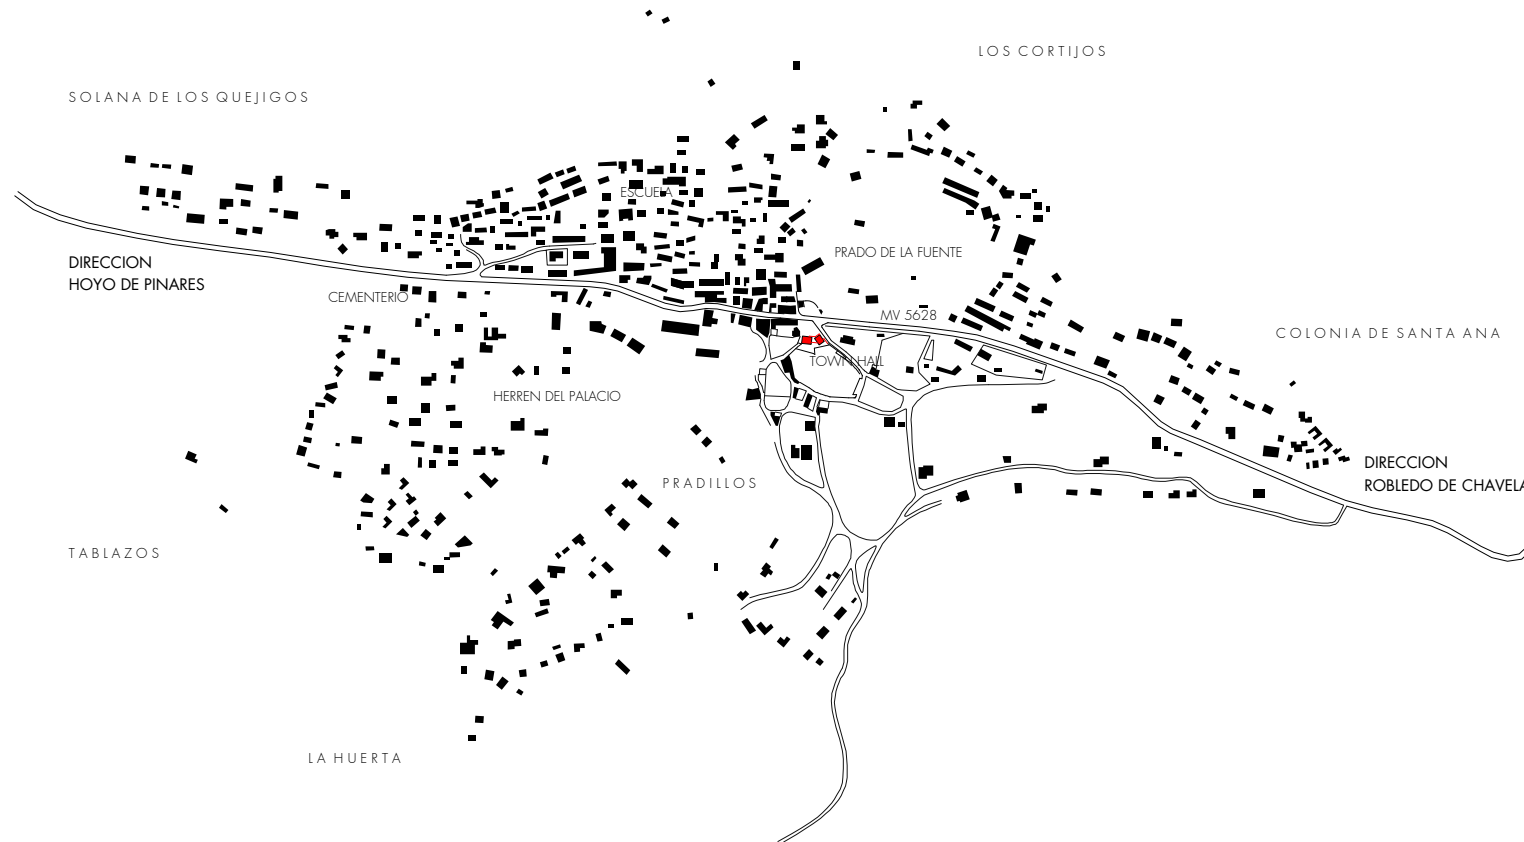 LOS CORTIJOS
SOLANA DE LOS QUEJIGOS
ESCUELA
PRADO DE LA FUENTE
DIRECCION
HOYO DE PINARES
CEMENTERIO
MV 5628
COLONIA DE SANTA ANA
TOWN HALL
HERREN DEL PALACIO
DIRECCION
ROBLEDO DE CHAVELA
PRADILLOS
TABLAZOS
LA HUERTA